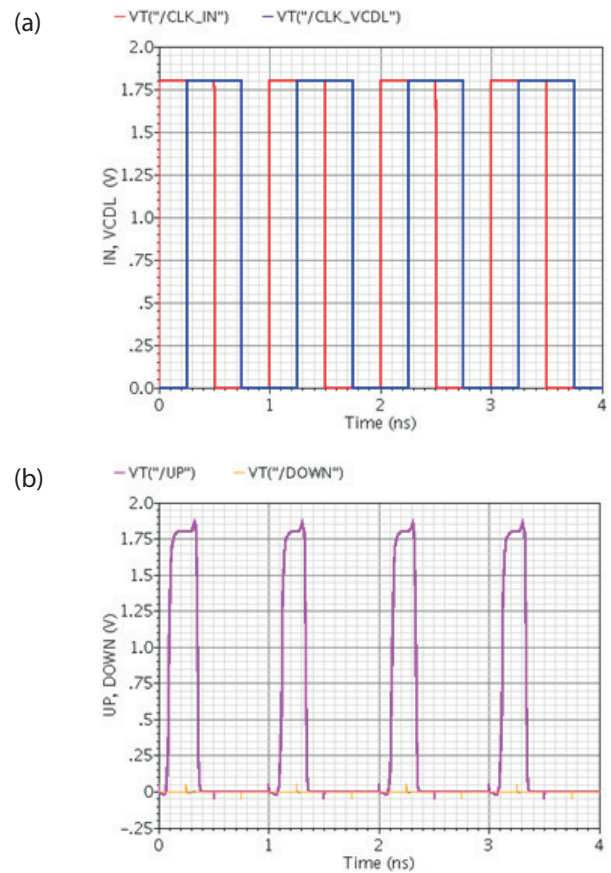 (a)
VT("/CLK_IN") VT("/CLK_VCDL")
2.0
1.75
1.5
1.25
1.0
.75
.5
.25
0.0
IN, VCDL (V)
0 1 2 3 4
Time (ns)
(b)
VT("/UP") VT("/DOWN")
2.0
1.75
1.5
1.25
1.0
.75
.5
.25
0
-.25
UP, DOWN (V)
0 1 2 3 4
Time (ns)